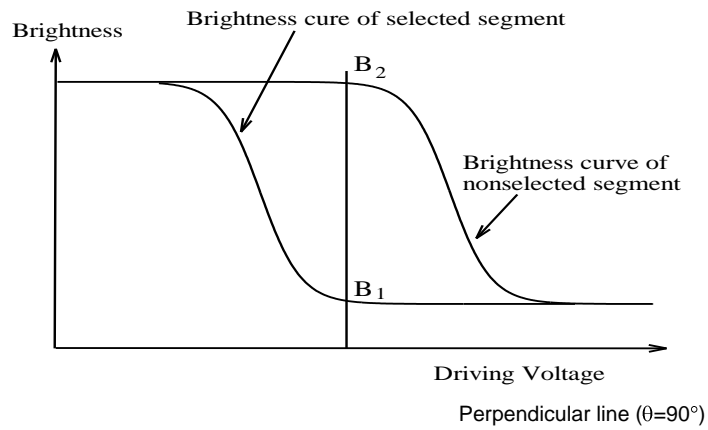 Brightness cure of selected segment
Brightness
B2
Brightness curve of
nonselected segment
B1
Driving Voltage
Perpendicular line (θ=90°)